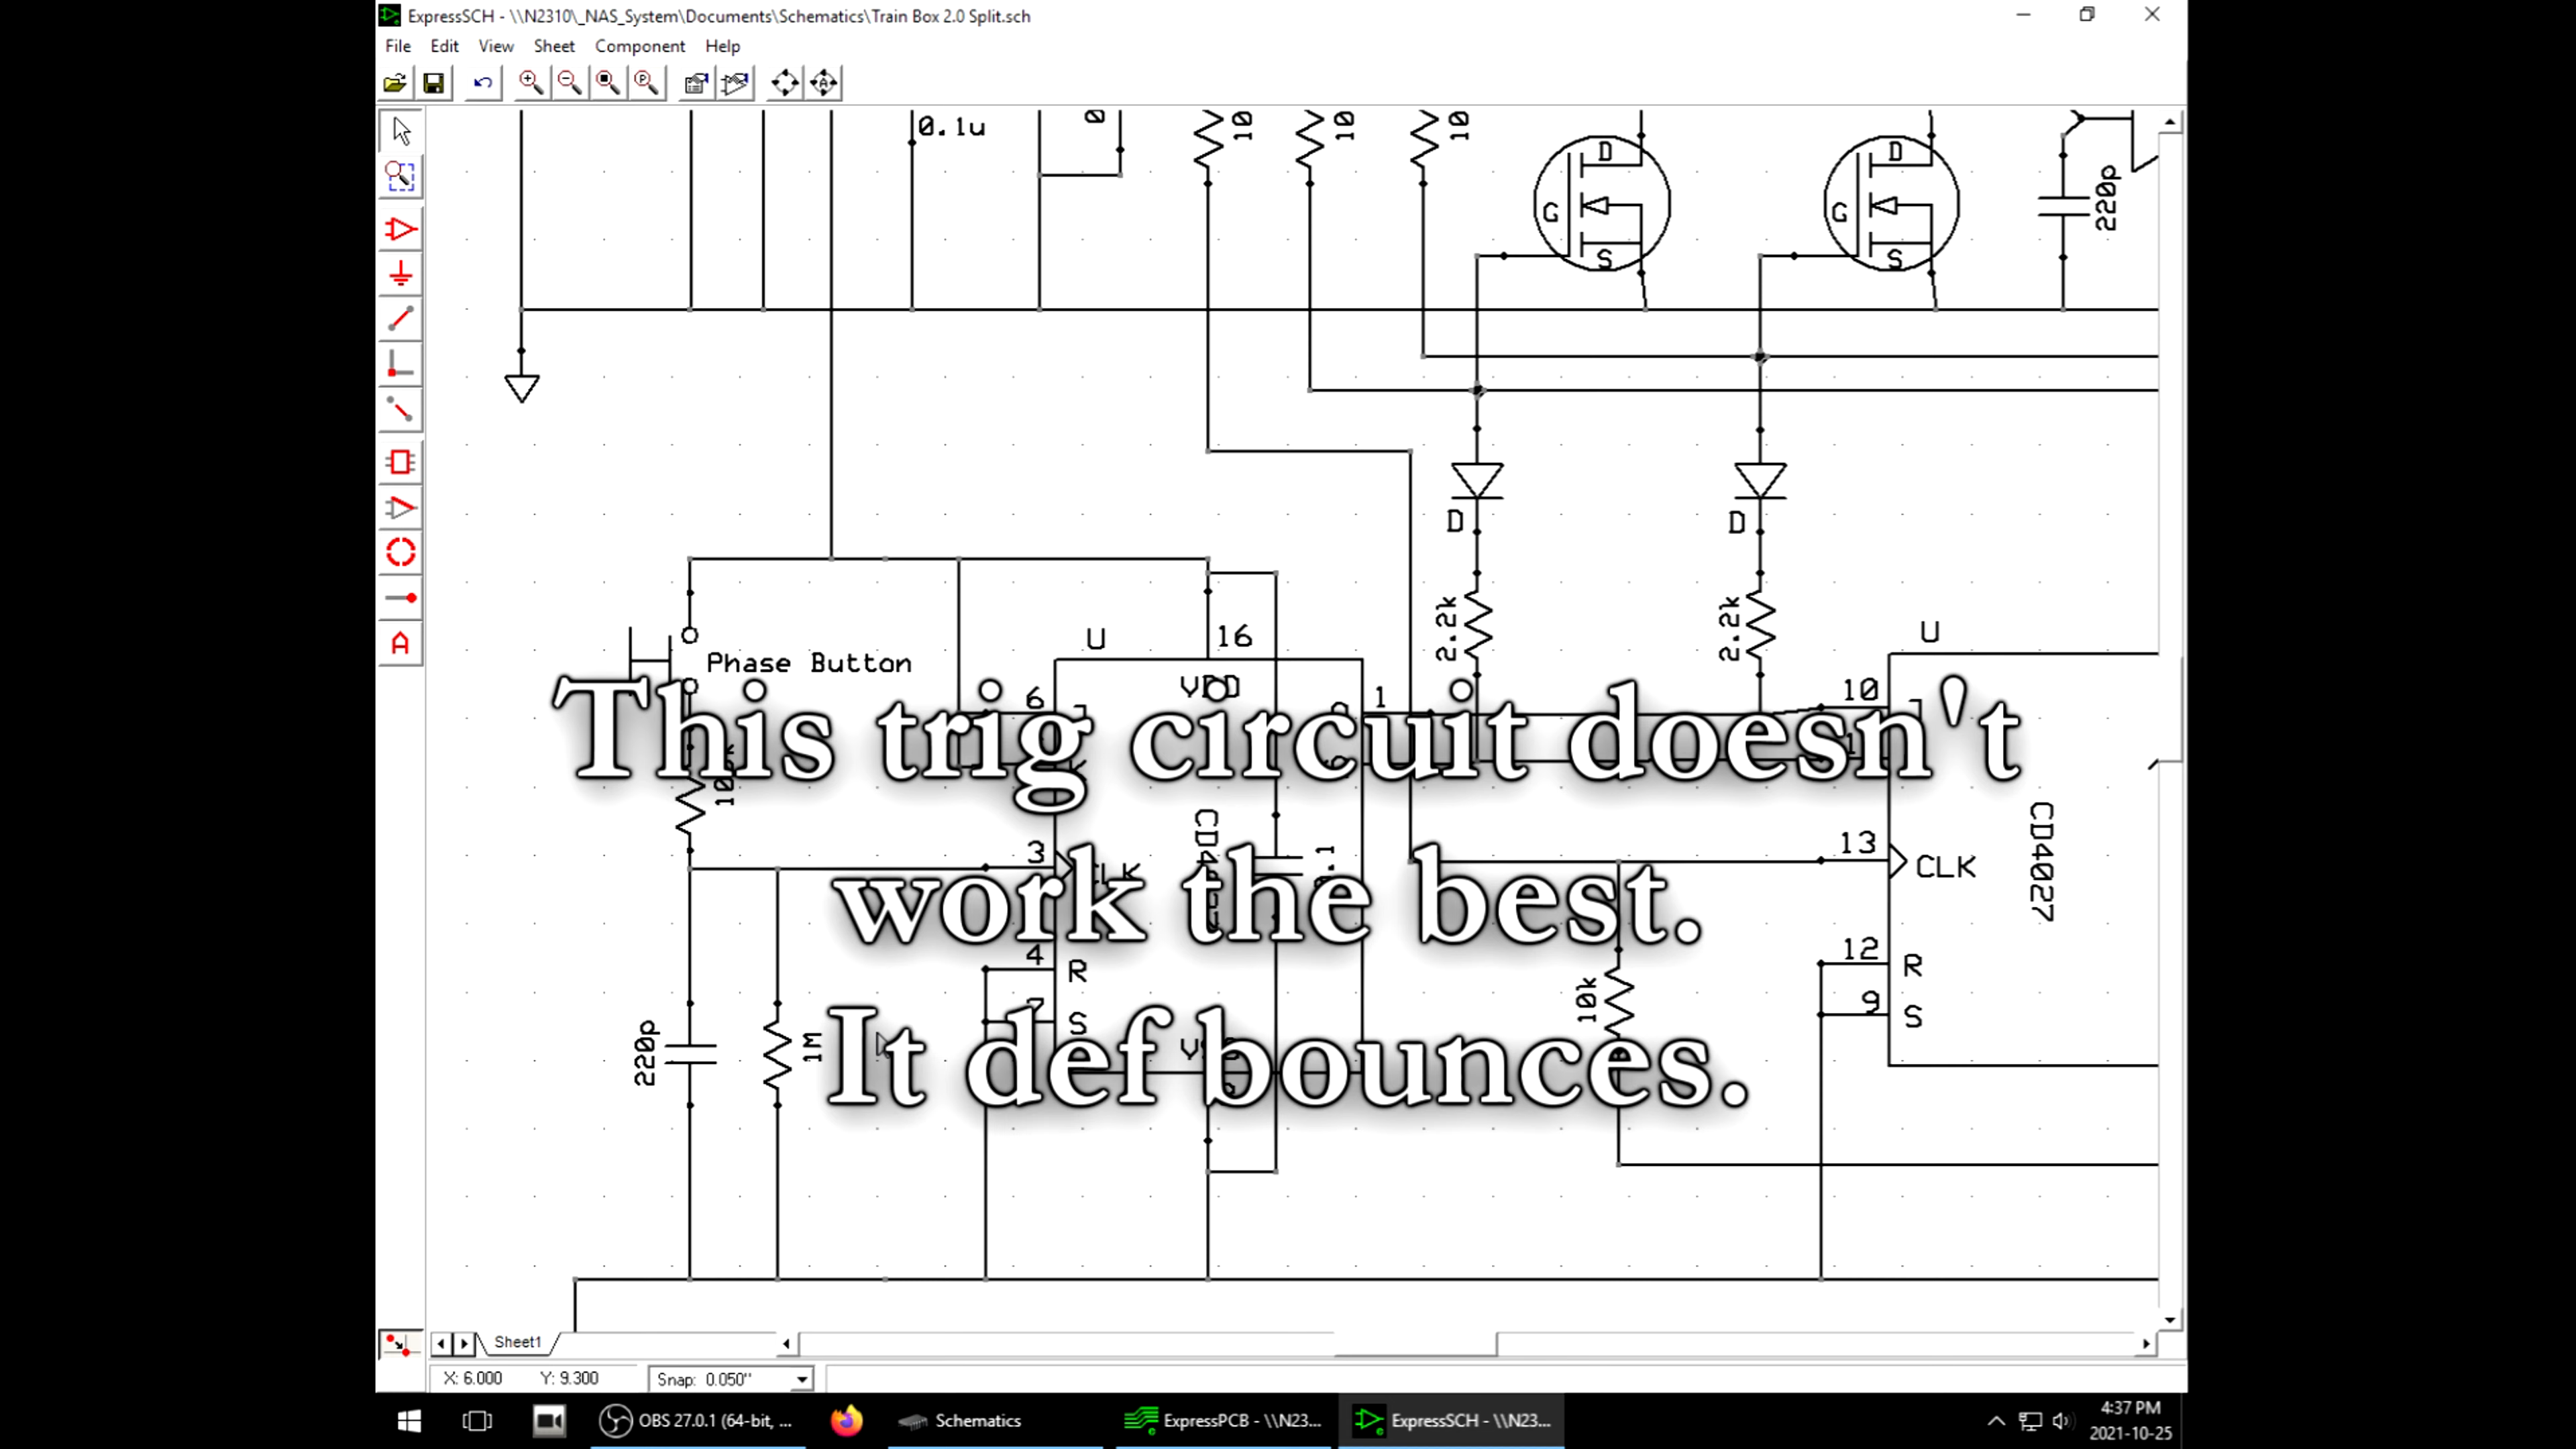 ExpressSCH - \\N2310\_NAS_System\Documents\Schematics\Train Box 2.0 Split.sch
File Edit View Sheet Component Help
0.1u
0
10
10
10
D
G
S
D
G
S
220p
D
D
2.2k
2.2k
Phase Button
U
16
VDD
6
1
U
10
This trig circuit doesn't
3
CLK
13
CLK
CD4027
work the best.
4
R
12
R
S
9
S
10k
220p
1M
It def bounces.
Sheet1
X: 6.000 Y: 9.300 Snap: 0.050"
OBS 27.0.1 (64-bit, ...
Schematics
ExpressPCB - \\N23...
ExpressSCH - \\N23...
4:37 PM
2021-10-25